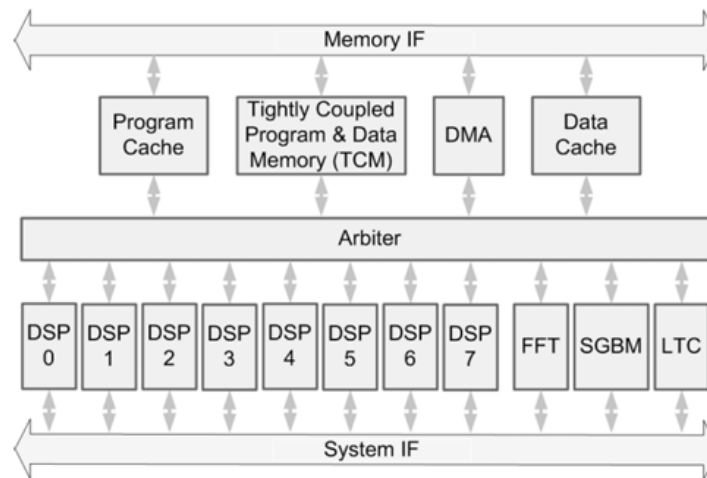 Memory IF
Program
Cache
Tightly Coupled
Program & Data
Memory (TCM)
DMA
Data
Cache
Arbiter
DSP
0
DSP
1
DSP
2
DSP
3
DSP
4
DSP
5
DSP
6
DSP
7
FFT
SGBM
LTC
System IF